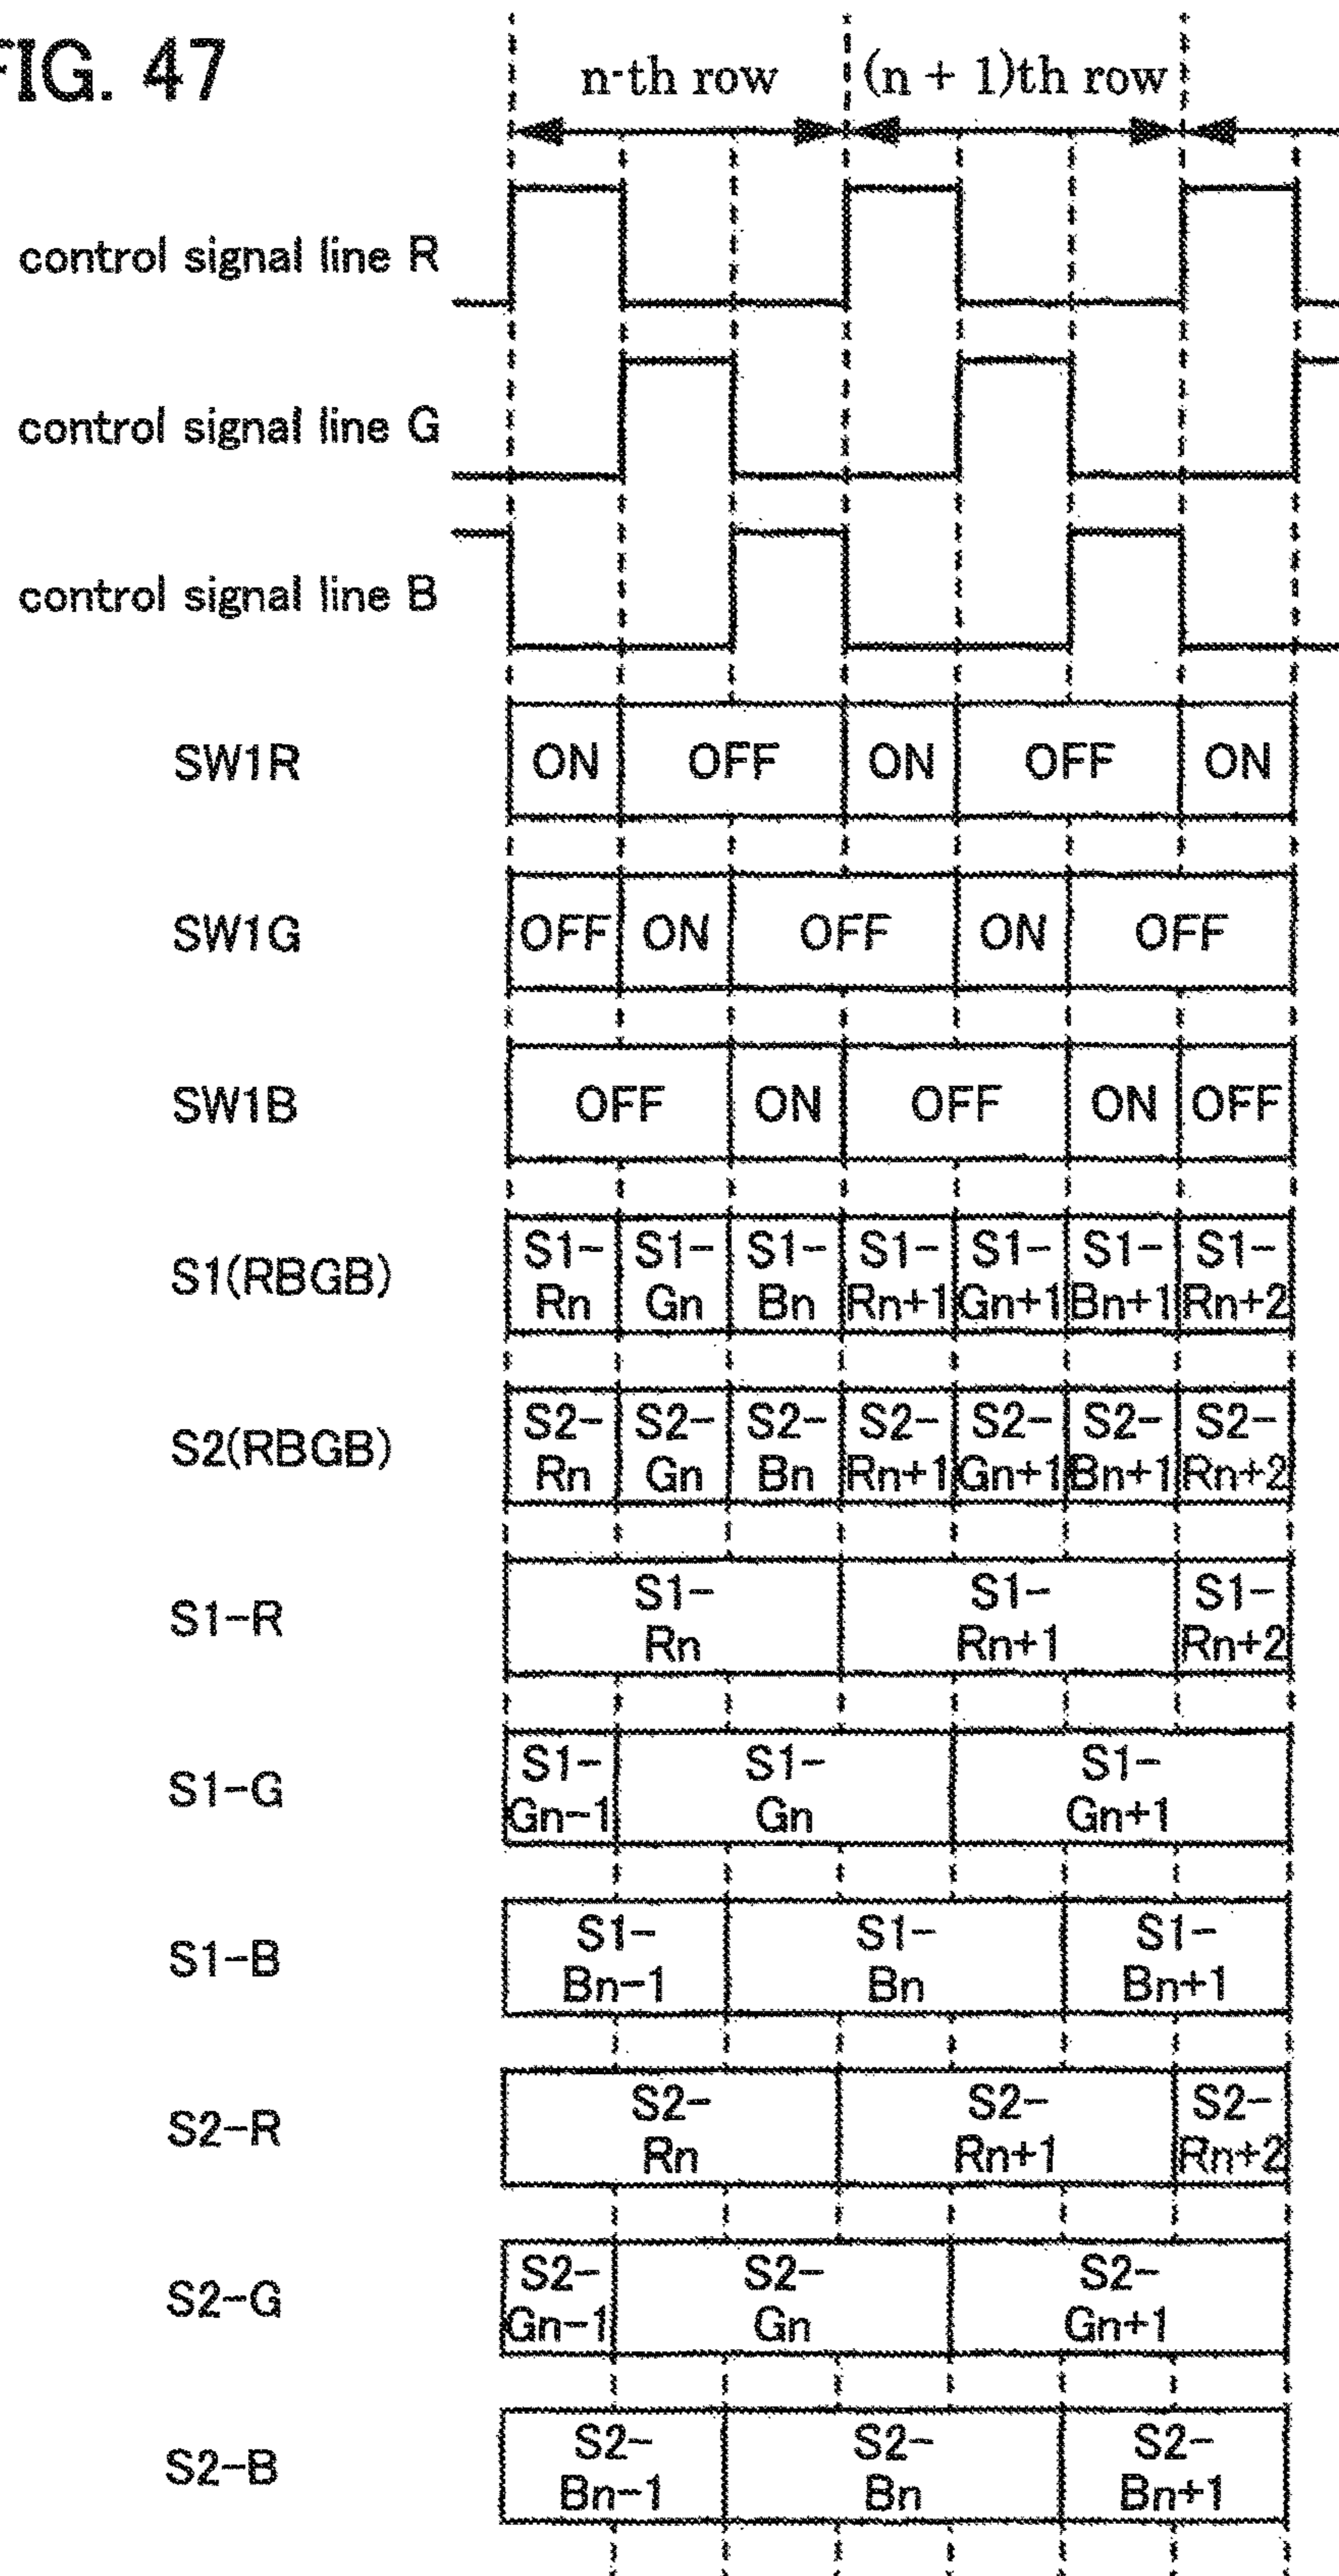 FIG. 47
n-th row (n + 1)th row
control signal line R
control signal line G
control signal line B
SW1R ON OFF ON OFF ON
SW1G OFF ON OFF ON OFF
SW1B OFF ON OFF ON OFF
S1(RBGB) S1- S1- S1- S1- S1- S1- S1-
Rn Gn Bn Rn+1 Gn+1 Bn+1 Rn+2
S2(RBGB) S2- S2- S2- S2- S2- S2- S2-
Rn Gn Bn Rn+1 Gn+1 Bn+1 Rn+2
S1-R S1- S1- S1-
Rn Rn+1 Rn+2
S1-G S1- S1- S1-
Gn-1 Gn Gn+1
S1-B S1- S1- S1-
Bn-1 Bn Bn+1
S2-R S2- S2- S2-
Rn Rn+1 Rn+2
S2-G S2- S2- S2-
Gn-1 Gn Gn+1
S2-B S2- S2- S2-
Bn-1 Bn Bn+1